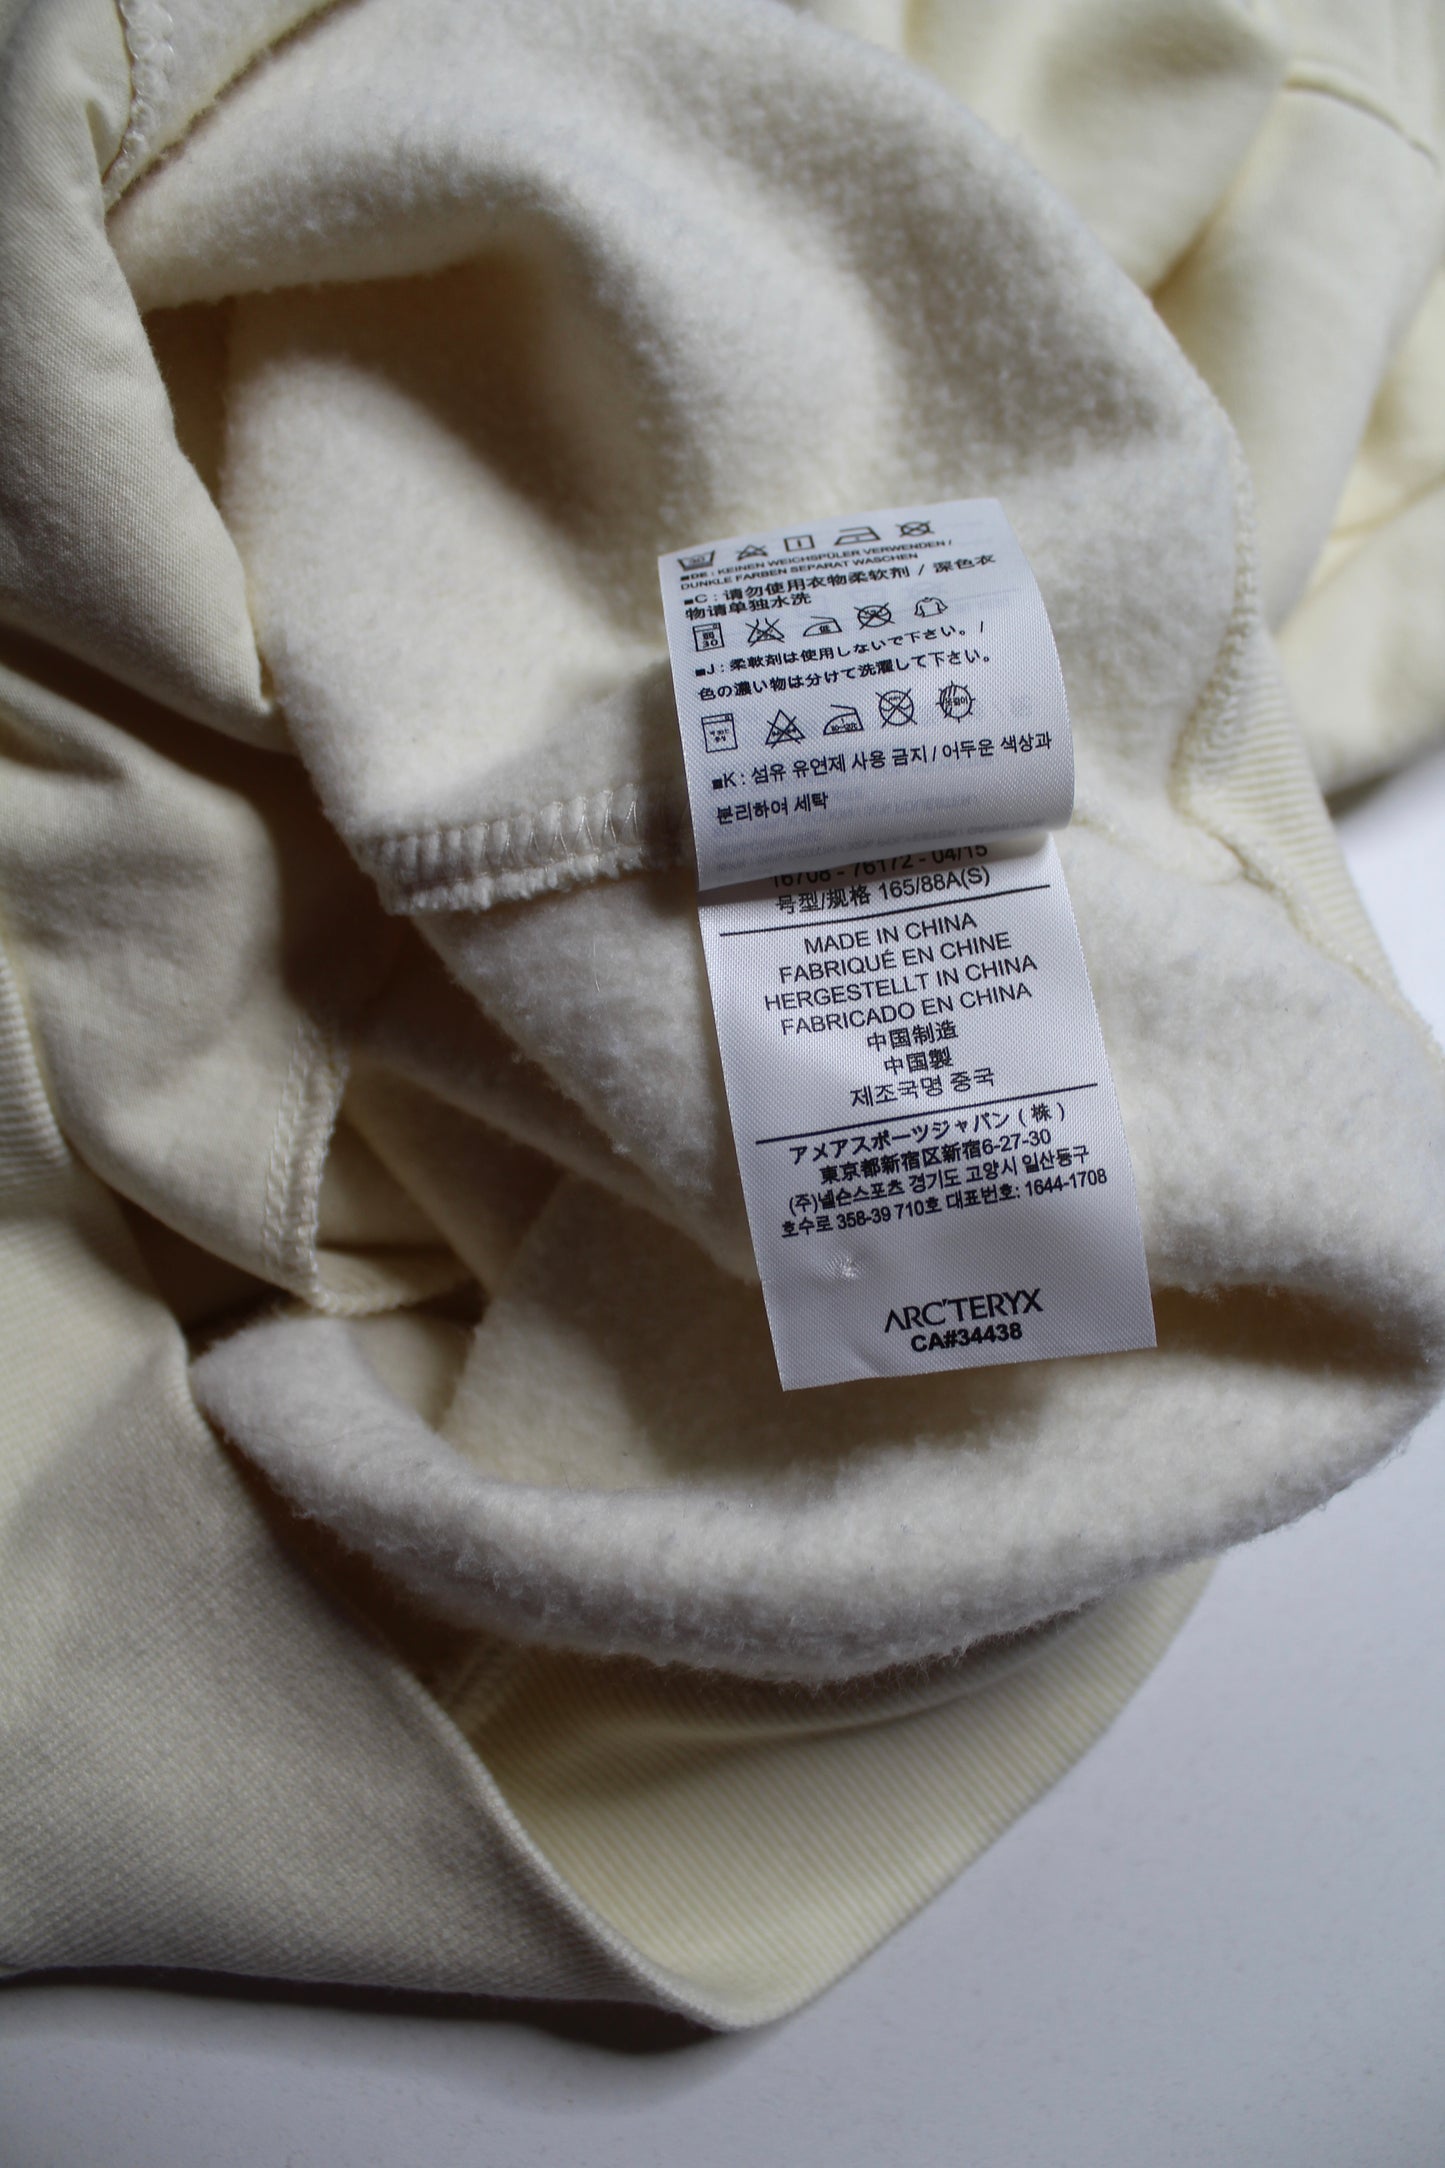 30
■DE : KEINEN WEICHSPÜLER VERWENDEN /
DUNKLE FARBEN SEPARAT WASCHEN
■C : 请勿使用衣物柔软剂 / 深色衣
物请单独水洗
弱
30
低
■J : 柔軟剤は使用しないで下さい。 /
色の濃い物は分けて洗濯して下さい。
■K : 섬유 유연제 사용 금지 / 어두운 색상과
분리하여 세탁
16708 - 76172 - 04/15
号型/规格 165/88A(S)
MADE IN CHINA
FABRIQUÉ EN CHINE
HERGESTELLT IN CHINA
FABRICADO EN CHINA
中国制造
中国製
제조국명 중국
アメアスポーツジャパン ( 株 )
東京都新宿区新宿6-27-30
(주)넬슨스포츠 경기도 고양시 일산동구
호수로 358-39 710호 대표번호: 1644-1708
ARC'TERYX
CA#34438